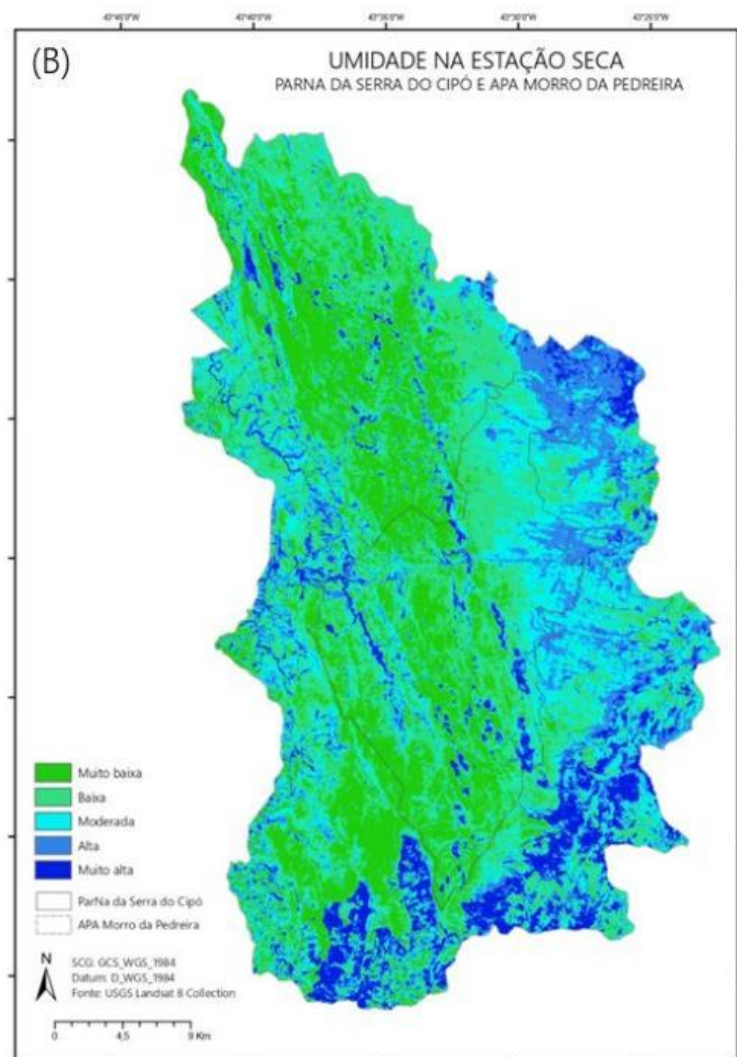 (B)
UMIDADE NA ESTAÇÃO SECA
PARNA DA SERRA DO CIPÓ E APA MORRO DA PEDREIRA
Muito baixa
Baixa
Moderada
Alta
Muito alta
ParNa da Serra do Cipó
APA Morro da Pedreira
N
SCG: GCS_WGS_1984
Datum: D_WGS_1984
Fonte: USGS Landsat 8 Collection
0 4,5 9 Km